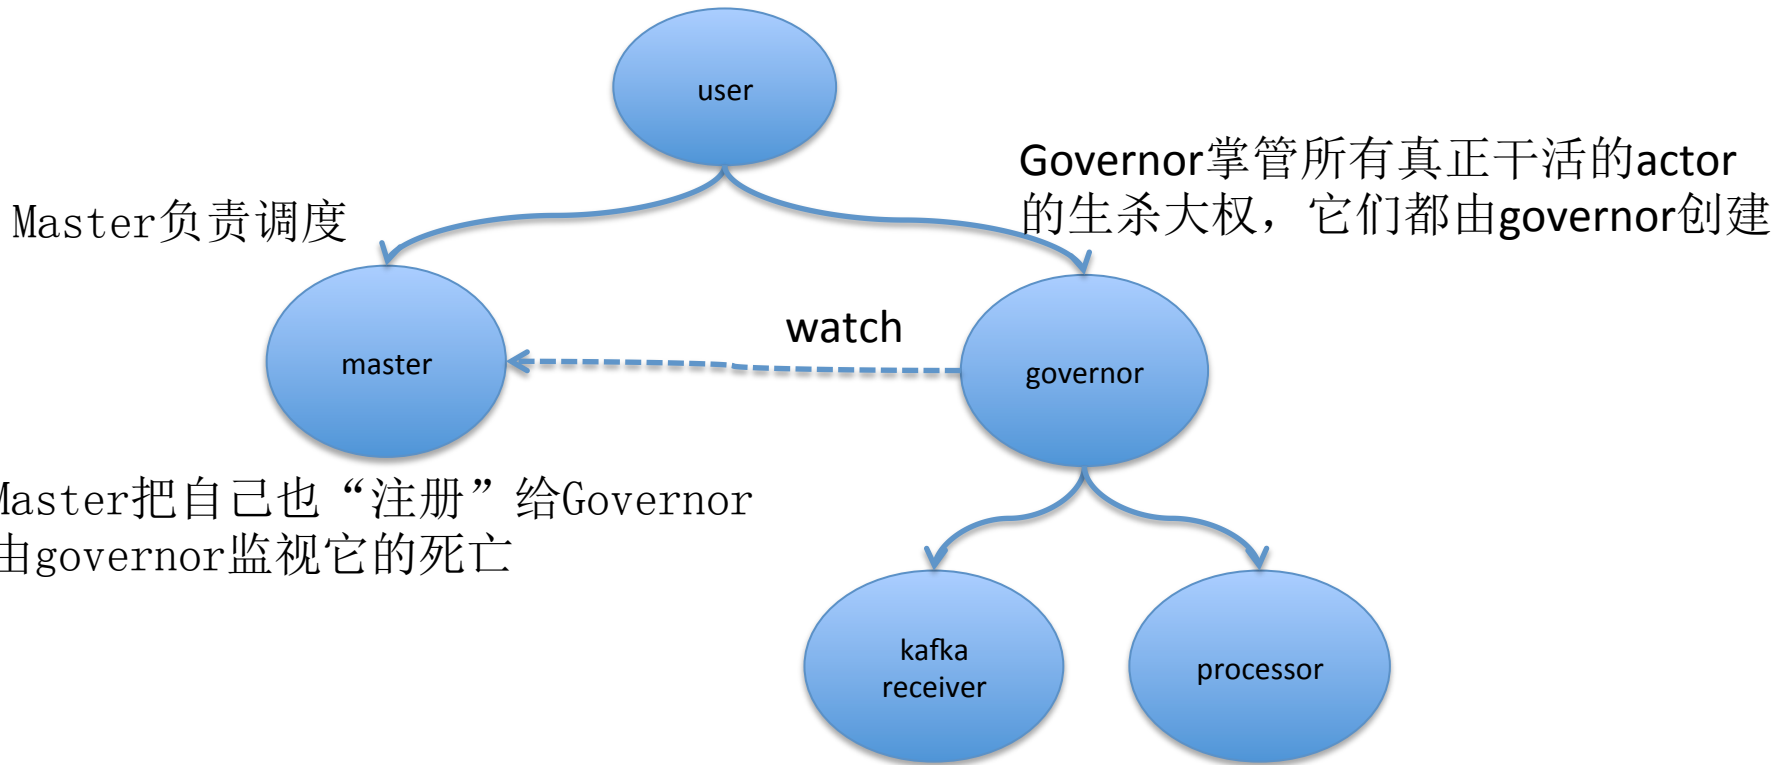 user
Governor掌管所有真正干活的actor
的生杀大权，它们都由governor创建
Master负责调度
watch
master
governor
Master把自己也“注册”给Governor
由governor监视它的死亡
kafka
receiver
processor